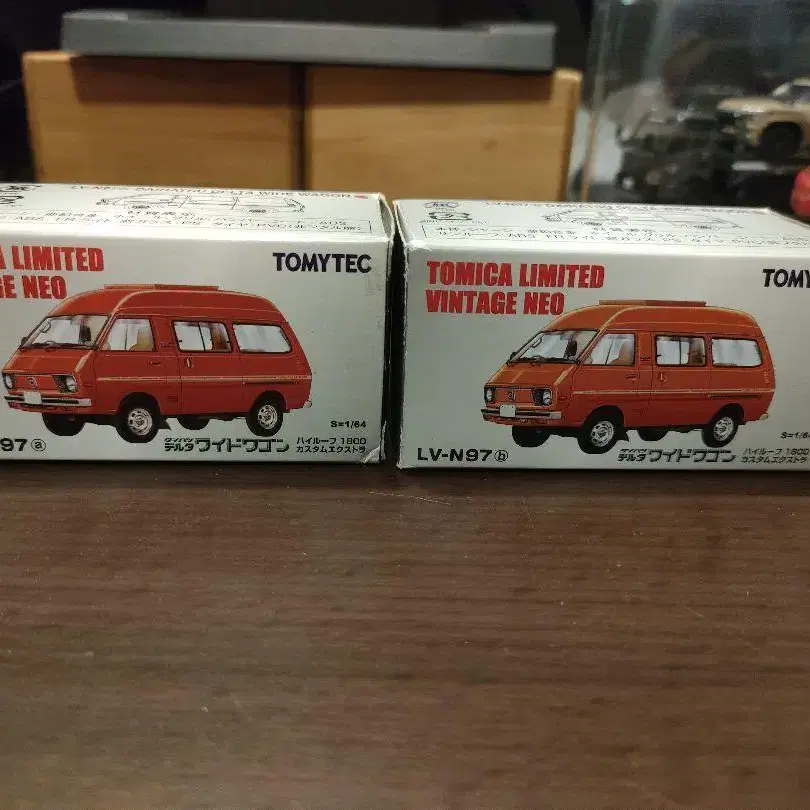 A LIMITED
RE NEO
TOMYTEC
S=1/64
97ⓐ
ダイハツ
デルタワイドワゴン
ハイルーフ 1800
カスタムエクストラ
TOMICA LIMITED
VINTAGE NEO
TOMY
S=1/64
LV-N97ⓑ
ダイハツ
デルタワイドワゴン
ハイルーフ 1800
カスタムエクストラ